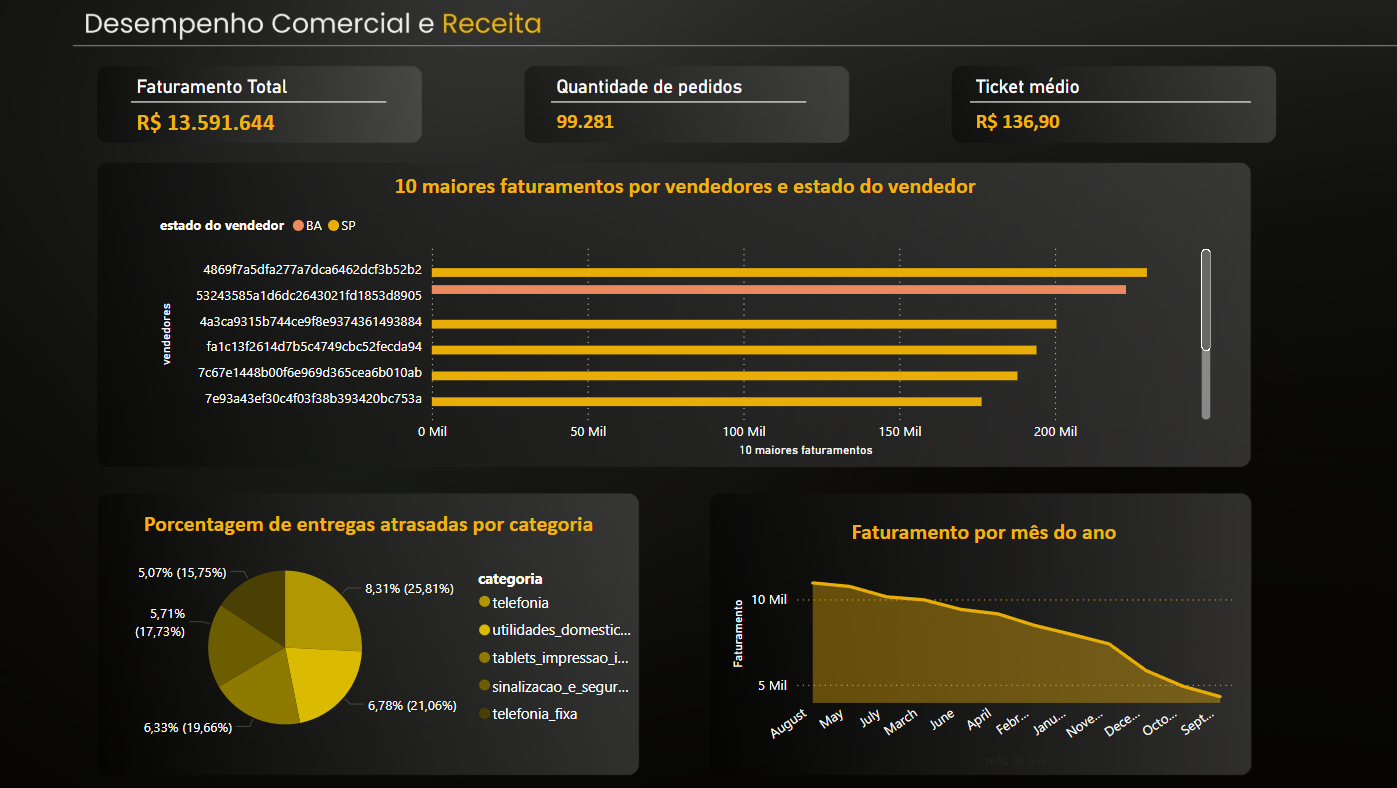 Desempenho Comercial e Receita
Faturamento Total
R$ 13.591.644
Quantidade de pedidos
99.281
Ticket médio
R$ 136,90
10 maiores faturamentos por vendedores e estado do vendedor
estado do vendedor BA SP
vendedores
4869f7a5dfa277a7dca6462dcf3b52b2
53243585a1d6dc2643021fd1853d8905
4a3ca9315b744ce9f8e9374361493884
fa1c13f2614d7b5c4749cbc52fecda94
7c67e1448b00f6e969d365cea6b010ab
7e93a43ef30c4f03f38b393420bc753a
0 Mil 50 Mil 100 Mil 150 Mil 200 Mil
10 maiores faturamentos
Porcentagem de entregas atrasadas por categoria
5,07% (15,75%)
8,31% (25,81%)
5,71%
(17,73%)
6,78% (21,06%)
6,33% (19,66%)
categoria
telefonia
utilidades_domestic...
tablets_impressao_i...
sinalizacao_e_segur...
telefonia_fixa
Faturamento por mês do ano
Faturamento
10 Mil
5 Mil
August May July March June April Febr... Janu... Nove... Dece... Octo... Sept...
mês do ano